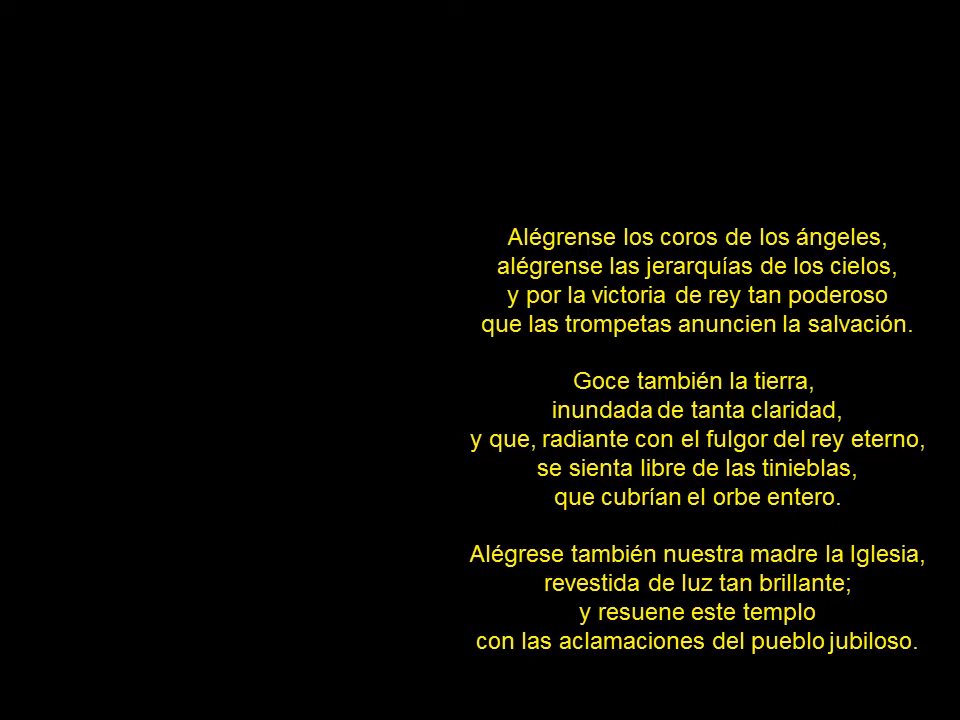 Alégrense los coros de los ángeles,
alégrense las jerarquías de los cielos,
y por la victoria de rey tan poderoso
que las trompetas anuncien la salvación.
Goce también la tierra,
inundada de tanta claridad,
y que, radiante con el fulgor del rey eterno,
se sienta libre de las tinieblas,
que cubrían el orbe entero.
Alégrese también nuestra madre la Iglesia,
revestida de luz tan brillante;
y resuene este templo
con las aclamaciones del pueblo jubiloso.